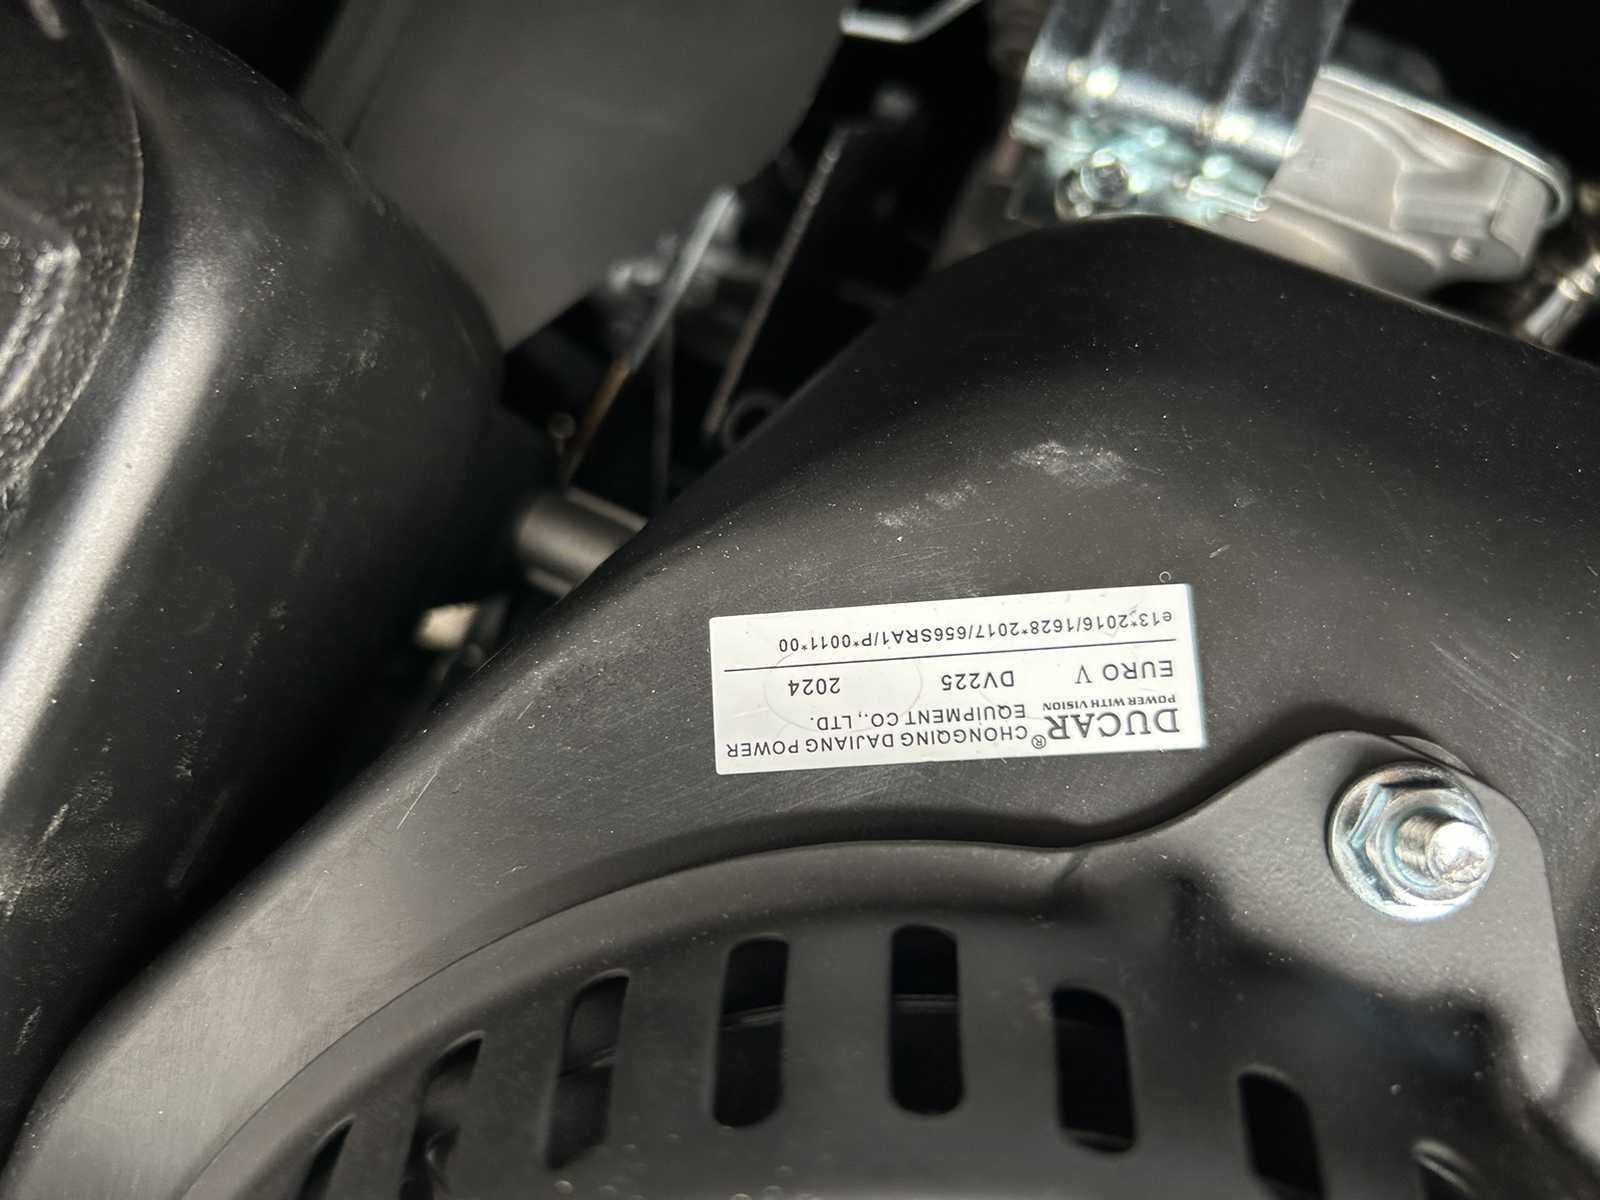 DUCAR® CHONGQING DAJIANG POWER
POWER WITH VISION EQUIPMENT CO., LTD.
EURO V DV225 2024
e13*2016/1628*2017/656SRA1/P*0011*00